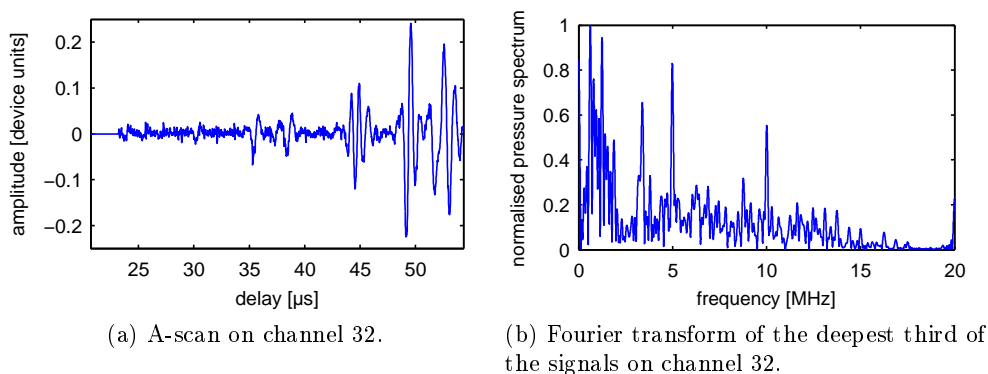 amplitude [device units]
0.2
0.1
0
−0.1
−0.2
25 30 35 40 45 50
delay [µs]
(a) A-scan on channel 32.
normalised pressure spectrum
1
0.8
0.6
0.4
0.2
0
0 5 10 15 20
frequency [MHz]
(b) Fourier transform of the deepest third of
the signals on channel 32.